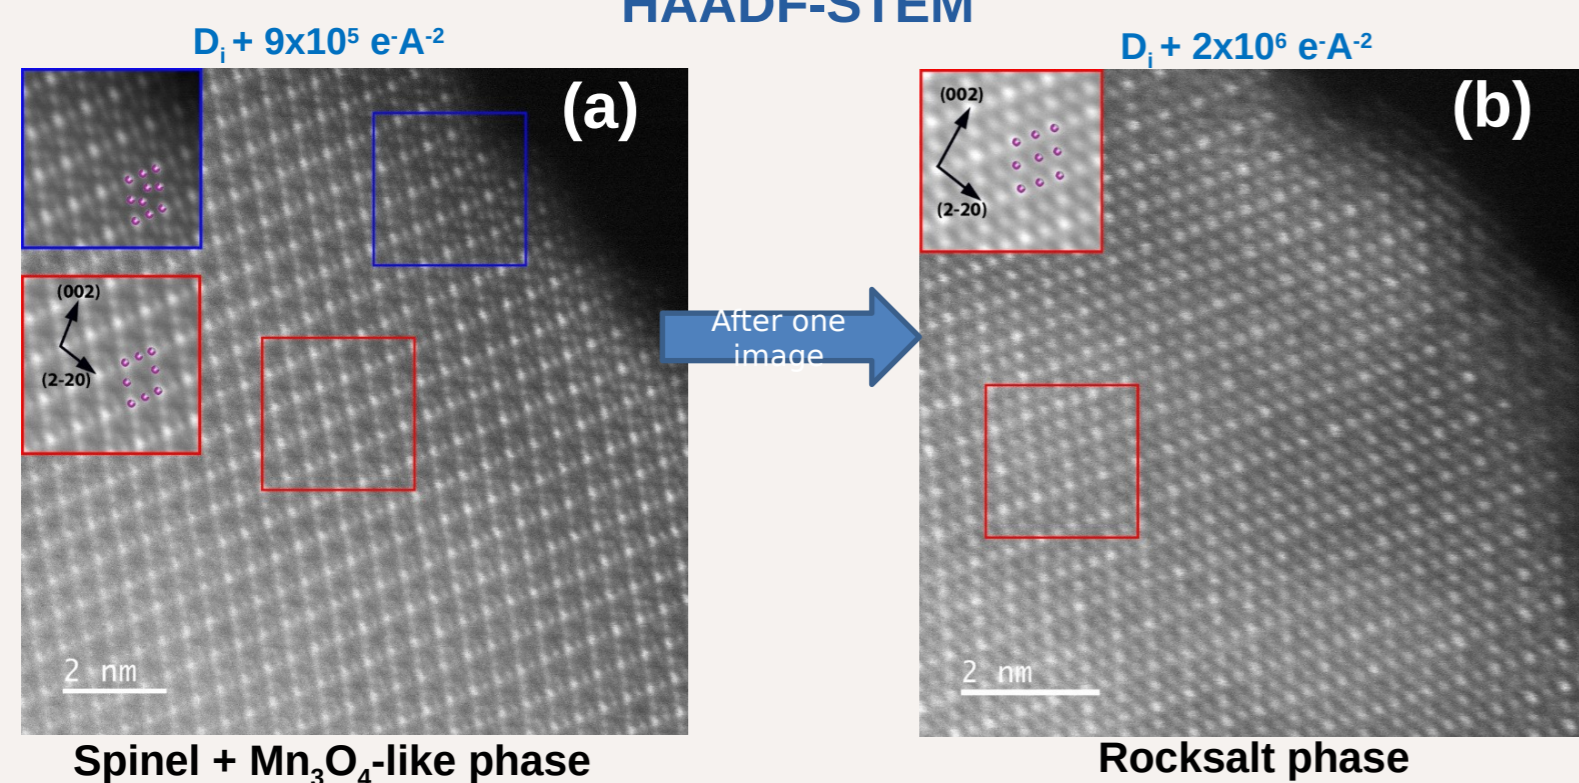 HAADF-STEM
Dᵢ + 9x10⁵ e⁻A⁻²
(a)
(002)
(2-20)
2 nm
Spinel + Mn₃O₄-like phase
After one
image
Dᵢ + 2x10⁶ e⁻A⁻²
(b)
(002)
(2-20)
2 nm
Rocksalt phase